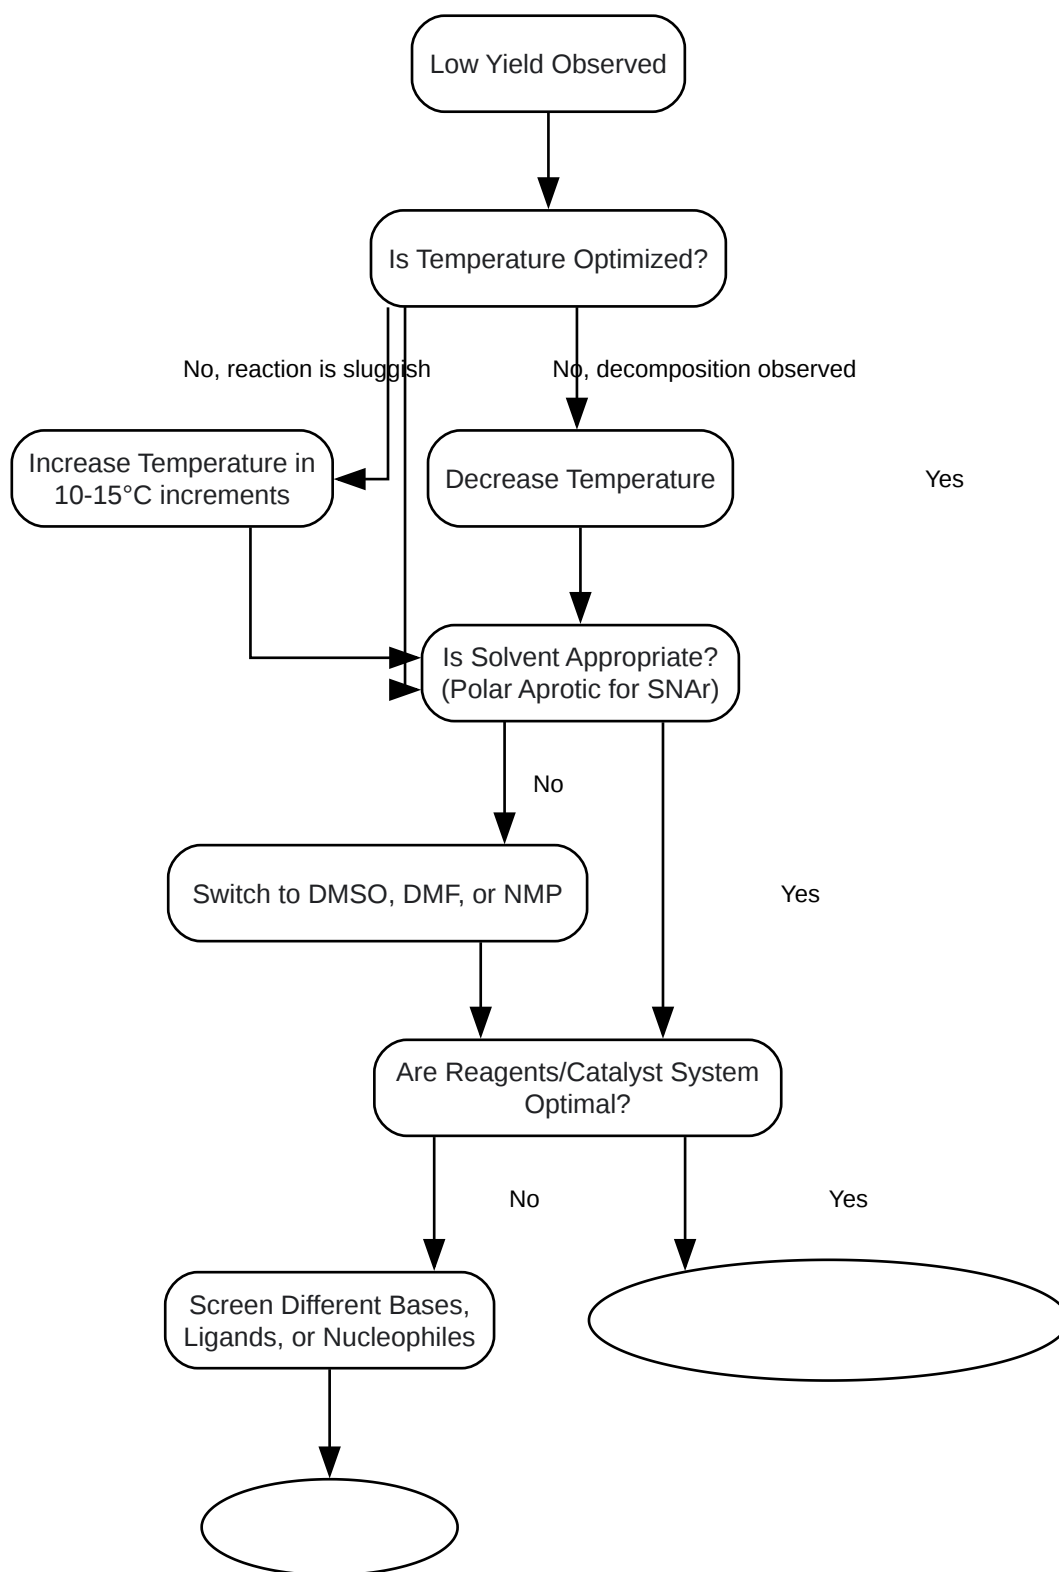 Low Yield Observed
Is Temperature Optimized?
No, reaction is sluggish
No, decomposition observed
Increase Temperature in
10-15°C increments
Decrease Temperature
Yes
Is Solvent Appropriate?
(Polar Aprotic for SNAr)
No
Switch to DMSO, DMF, or NMP
Yes
Are Reagents/Catalyst System
Optimal?
No
Yes
Screen Different Bases,
Ligands, or Nucleophiles